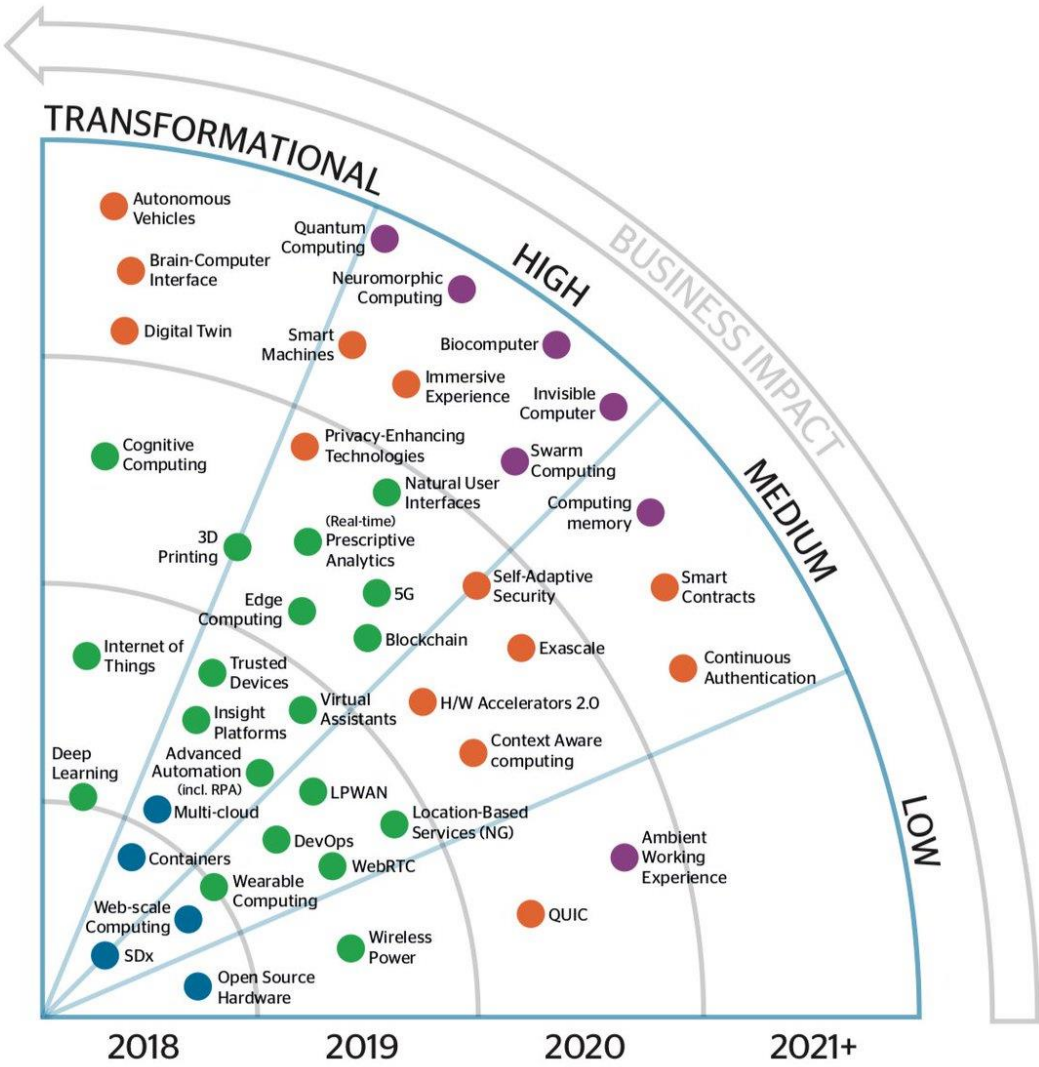 TRANSFORMATIONAL
HIGH
MEDIUM
LOW
BUSINESS IMPACT
Autonomous
Vehicles
Brain-Computer
Interface
Digital Twin
Quantum
Computing
Neuromorphic
Computing
Smart
Machines
Biocomputer
Immersive
Experience
Invisible
Computer
Cognitive
Computing
Privacy-Enhancing
Technologies
Swarm
Computing
Natural User
Interfaces
Computing
memory
3D
Printing
(Real-time)
Prescriptive
Analytics
Self-Adaptive
Security
Smart
Contracts
Edge
Computing
5G
Blockchain
Exascale
Continuous
Authentication
Internet of
Things
Trusted
Devices
Insight
Platforms
Virtual
Assistants
H/W Accelerators 2.0
Context Aware
computing
Deep
Learning
Advanced
Automation
(incl. RPA)
LPWAN
Multi-cloud
Location-Based
Services (NG)
DevOps
Containers
WebRTC
Ambient
Working
Experience
Wearable
Computing
Web-scale
Computing
QUIC
SDx
Wireless
Power
Open Source
Hardware
2018
2019
2020
2021+